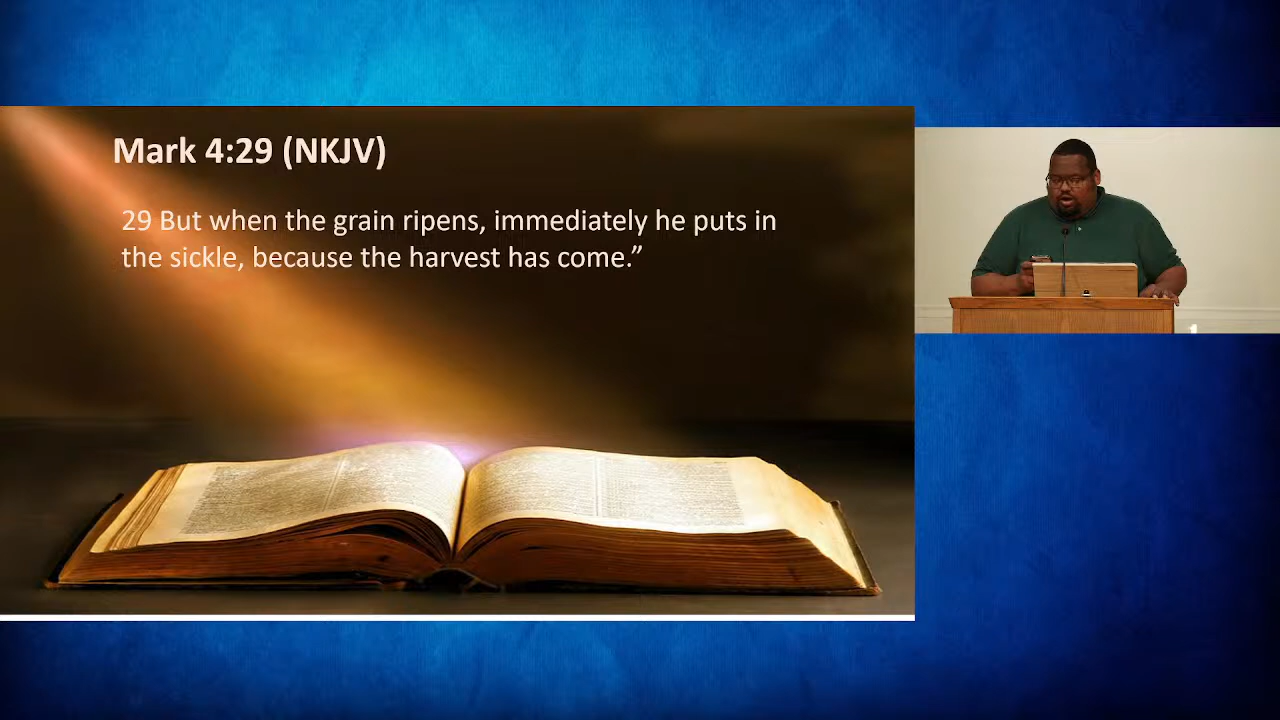 Mark 4:29 (NKJV)
29 But when the grain ripens, immediately he puts in
the sickle, because the harvest has come.”